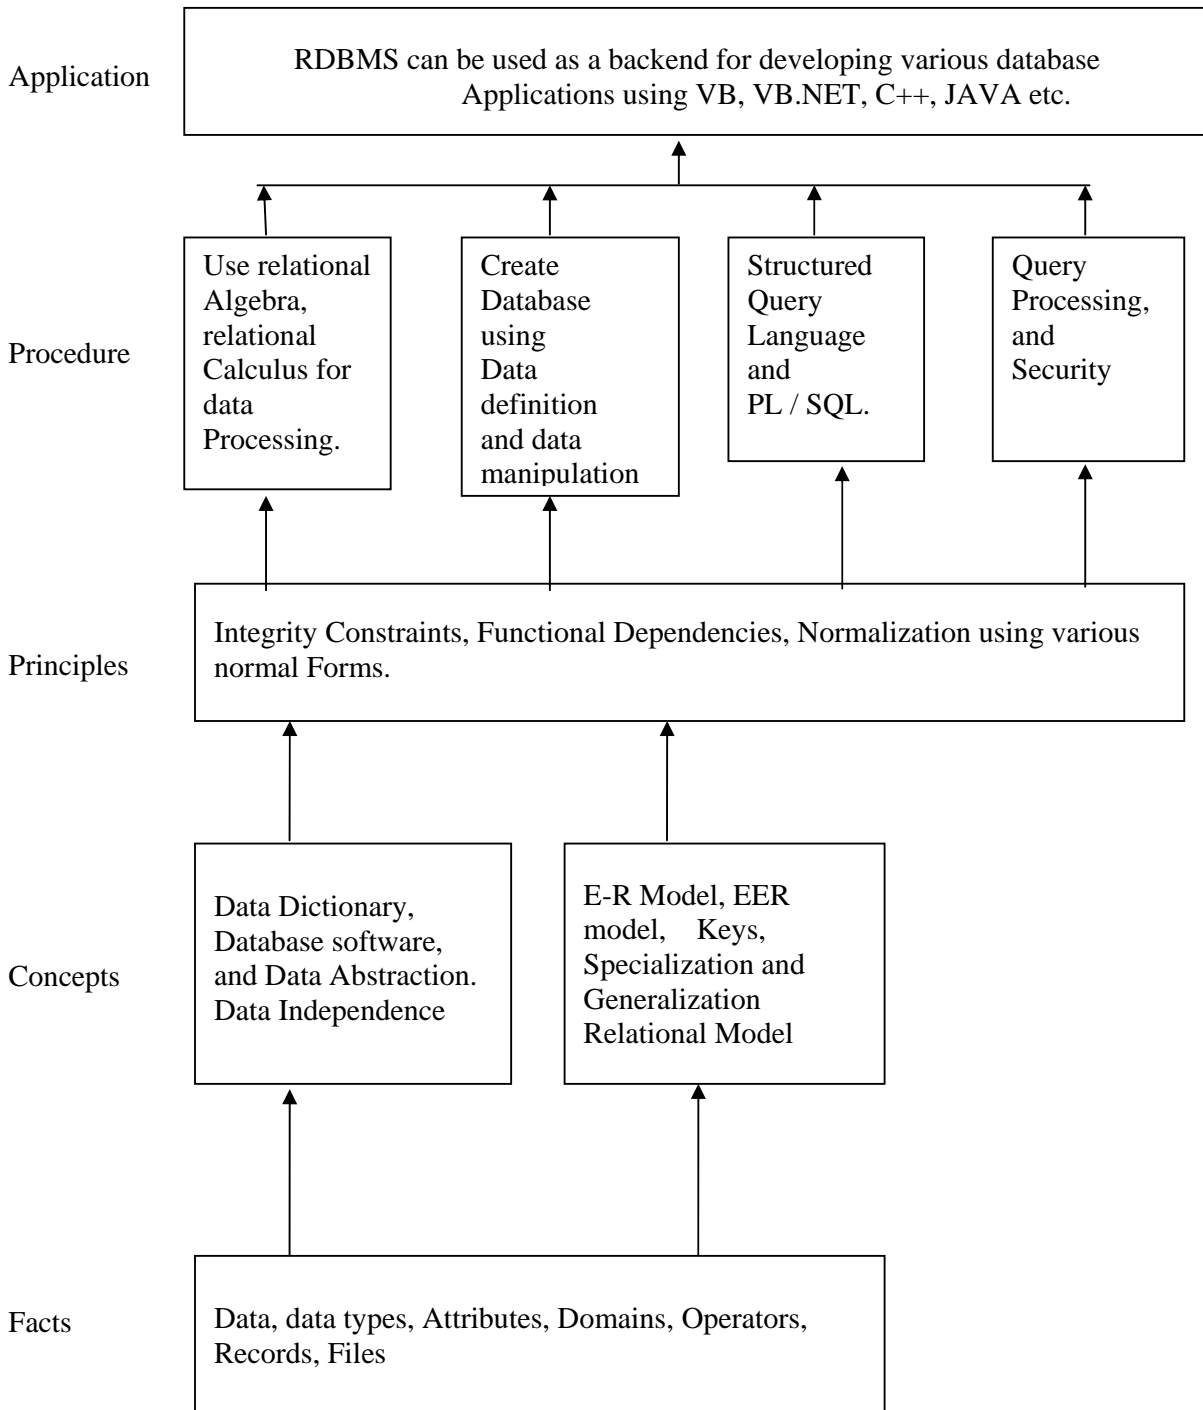 Application
RDBMS can be used as a backend for developing various database
Applications using VB, VB.NET, C++, JAVA etc.
Procedure
Use relational
Algebra,
relational
Calculus for
data
Processing.
Create
Database
using
Data
definition
and data
manipulation
Structured
Query
Language
and
PL / SQL.
Query
Processing,
and
Security
Principles
Integrity Constraints, Functional Dependencies, Normalization using various
normal Forms.
Concepts
Data Dictionary,
Database software,
and Data Abstraction.
Data Independence
E-R Model, EER
model, Keys,
Specialization and
Generalization
Relational Model
Facts
Data, data types, Attributes, Domains, Operators,
Records, Files